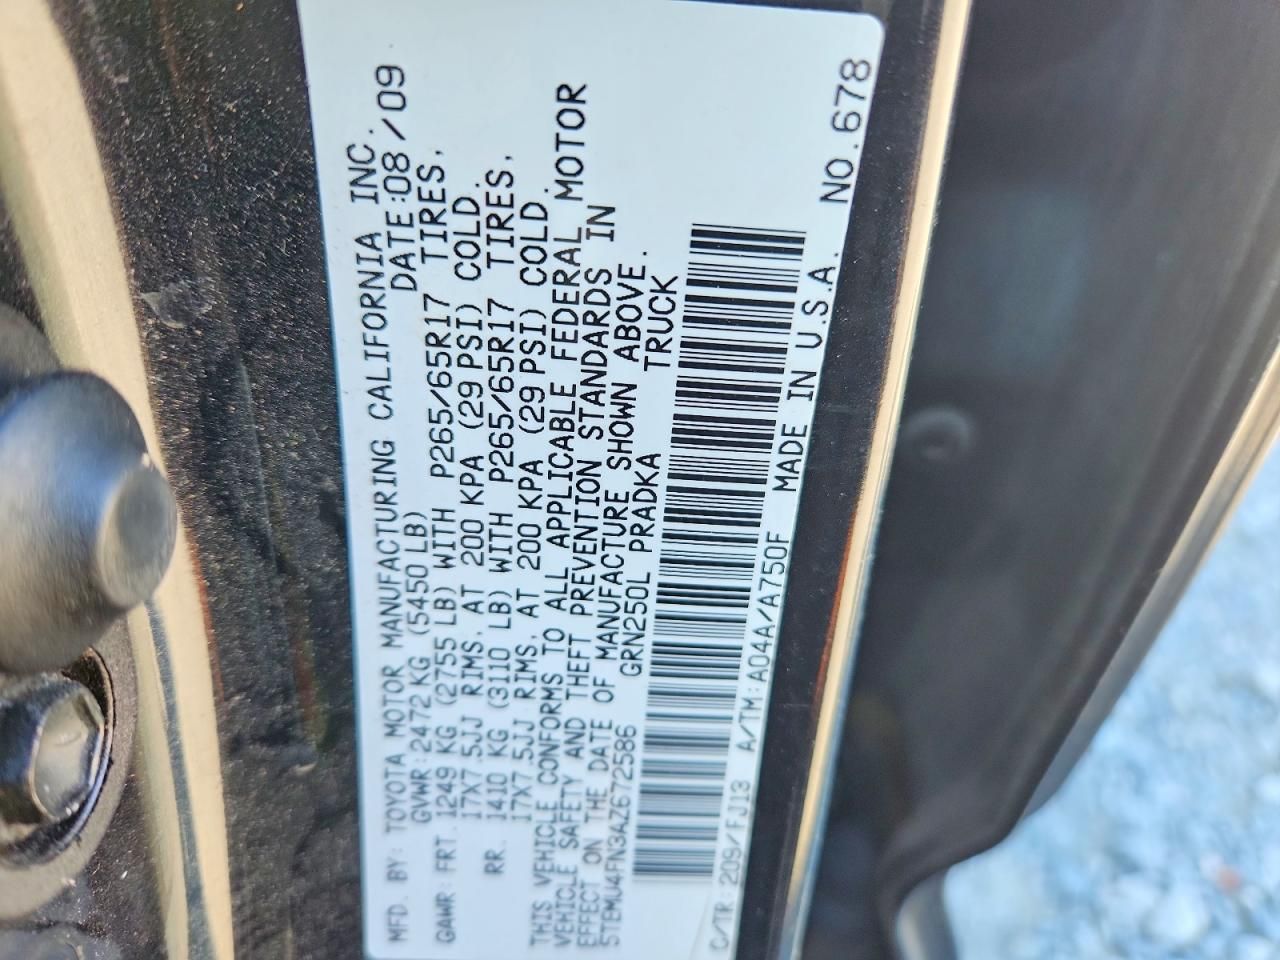 MFD. BY: TOYOTA MOTOR MANUFACTURING CALIFORNIA INC.
GVWR: 2472 KG (5450 LB) DATE: 08/09
GAWR: FRT. 1249 KG (2755 LB) WITH P265/65R17 TIRES,
17X7.5JJ RIMS, AT 200 KPA (29 PSI) COLD.
RR. 1410 KG (3110 LB) WITH P265/65R17 TIRES,
17X7.5JJ RIMS, AT 200 KPA (29 PSI) COLD.
THIS VEHICLE CONFORMS TO ALL APPLICABLE FEDERAL MOTOR
VEHICLE SAFETY AND THEFT PREVENTION STANDARDS IN
EFFECT ON THE DATE OF MANUFACTURE SHOWN ABOVE.
5TEMU4FN3AZ672586 GRN250L PRADKA TRUCK
C/TR: 209/FJ13 A/TM: A04A/A750F MADE IN U.S.A. NO. 678